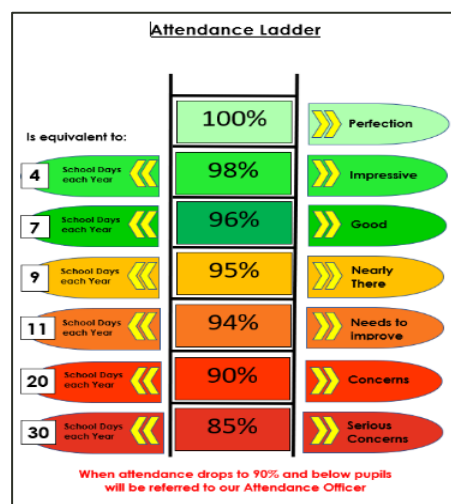 Attendance Ladder
100%
Perfection
Is equivalent to:
4
School Days
each Year
98%
Impressive
7
School Days
each Year
96%
Good
9
School Days
each Year
95%
Nearly
There
11
School Days
each Year
94%
Needs to
improve
20
School Days
each Year
90%
Concerns
30
School Days
each Year
85%
Serious
Concerns
When attendance drops to 90% and below pupils
will be referred to our Attendance Officer